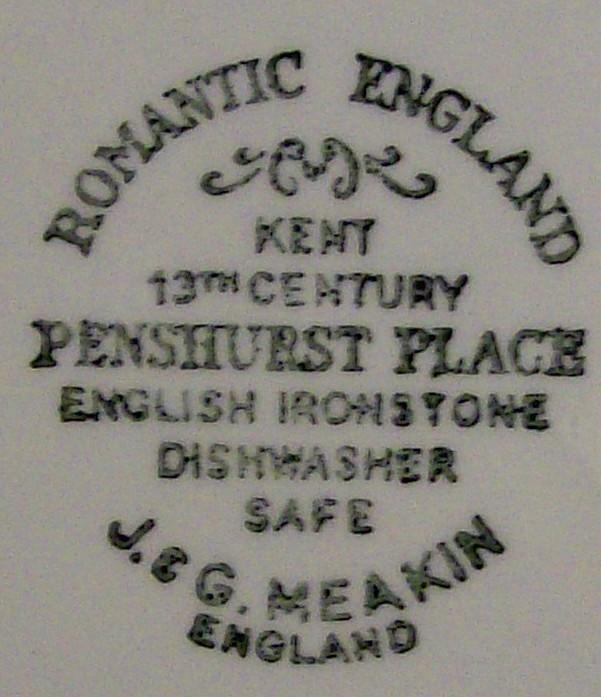 ROMANTIC ENGLAND
KENT
13TH CENTURY
PENSHURST PLACE
ENGLISH IRONSTONE
DISHWASHER
SAFE
J. & G. MEAKIN
ENGLAND